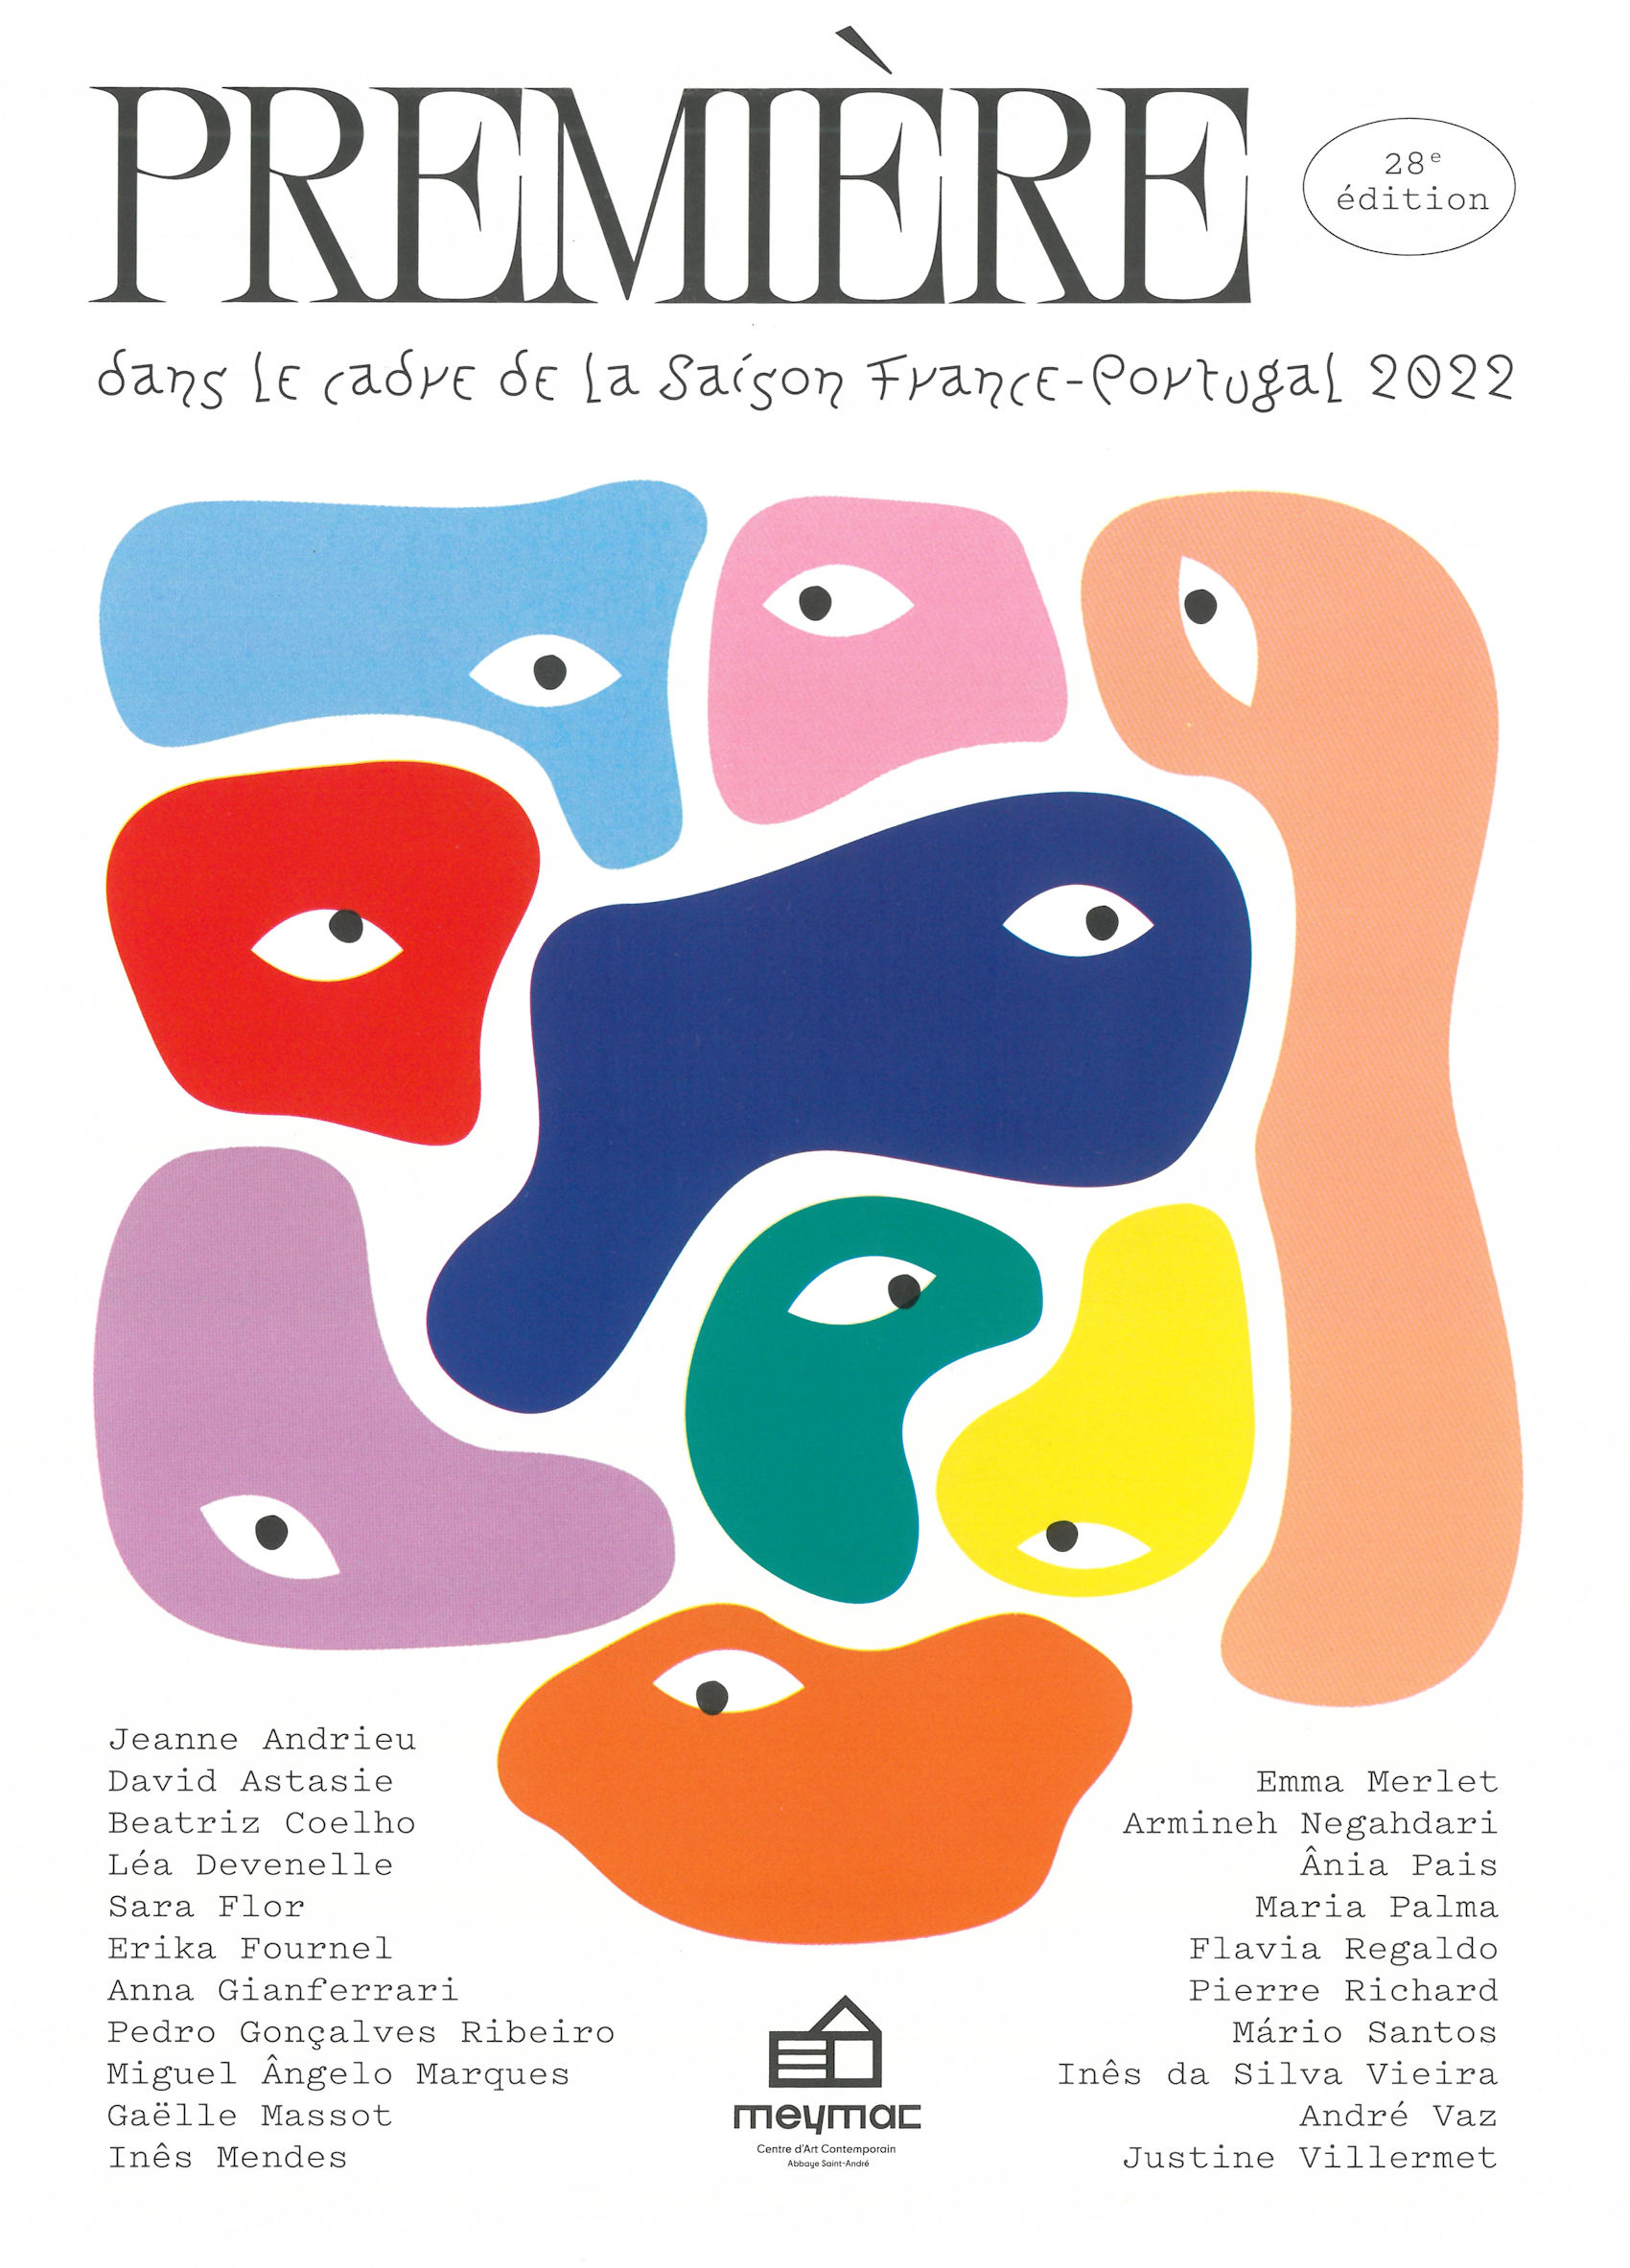 PREMIÈRE
28e
édition
dans le cadre de la Saison France-Portugal 2022
Jeanne Andrieu
David Astasie
Beatriz Coelho
Léa Devenelle
Sara Flor
Erika Fournel
Anna Gianferrari
Pedro Gonçalves Ribeiro
Miguel Ângelo Marques
Gaëlle Massot
Inês Mendes
Emma Merlet
Armineh Negahdari
Ânia Pais
Maria Palma
Flavia Regaldo
Pierre Richard
Mário Santos
Inês da Silva Vieira
André Vaz
Justine Villermet
meymac
Centre d'Art Contemporain
Abbaye Saint-André